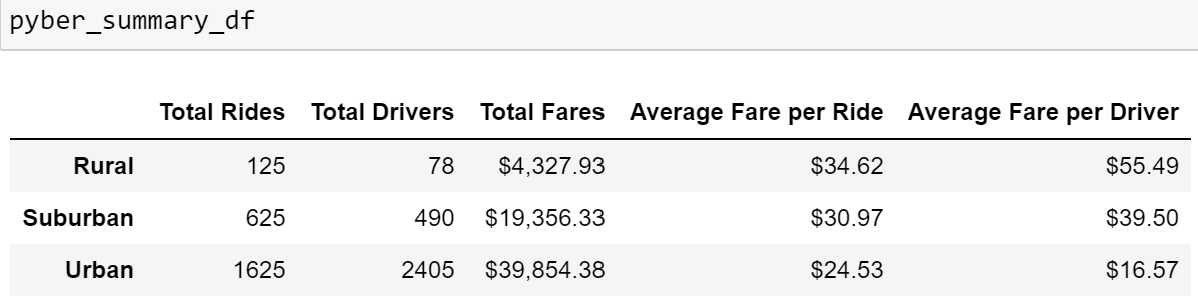 pyber_summary_df
Total Rides Total Drivers Total Fares Average Fare per Ride Average Fare per Driver
Rural 125 78 $4,327.93 $34.62 $55.49
Suburban 625 490 $19,356.33 $30.97 $39.50
Urban 1625 2405 $39,854.38 $24.53 $16.57